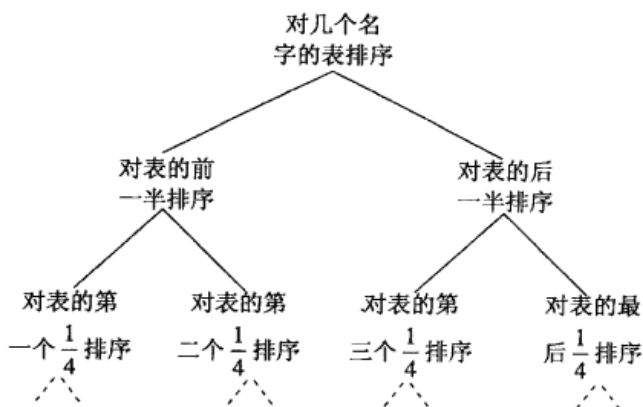 对几个名
字的表排序
对表的前
一半排序
对表的后
一半排序
对表的第
一个 1/4 排序
对表的第
二个 1/4 排序
对表的第
三个 1/4 排序
对表的最
后 1/4 排序